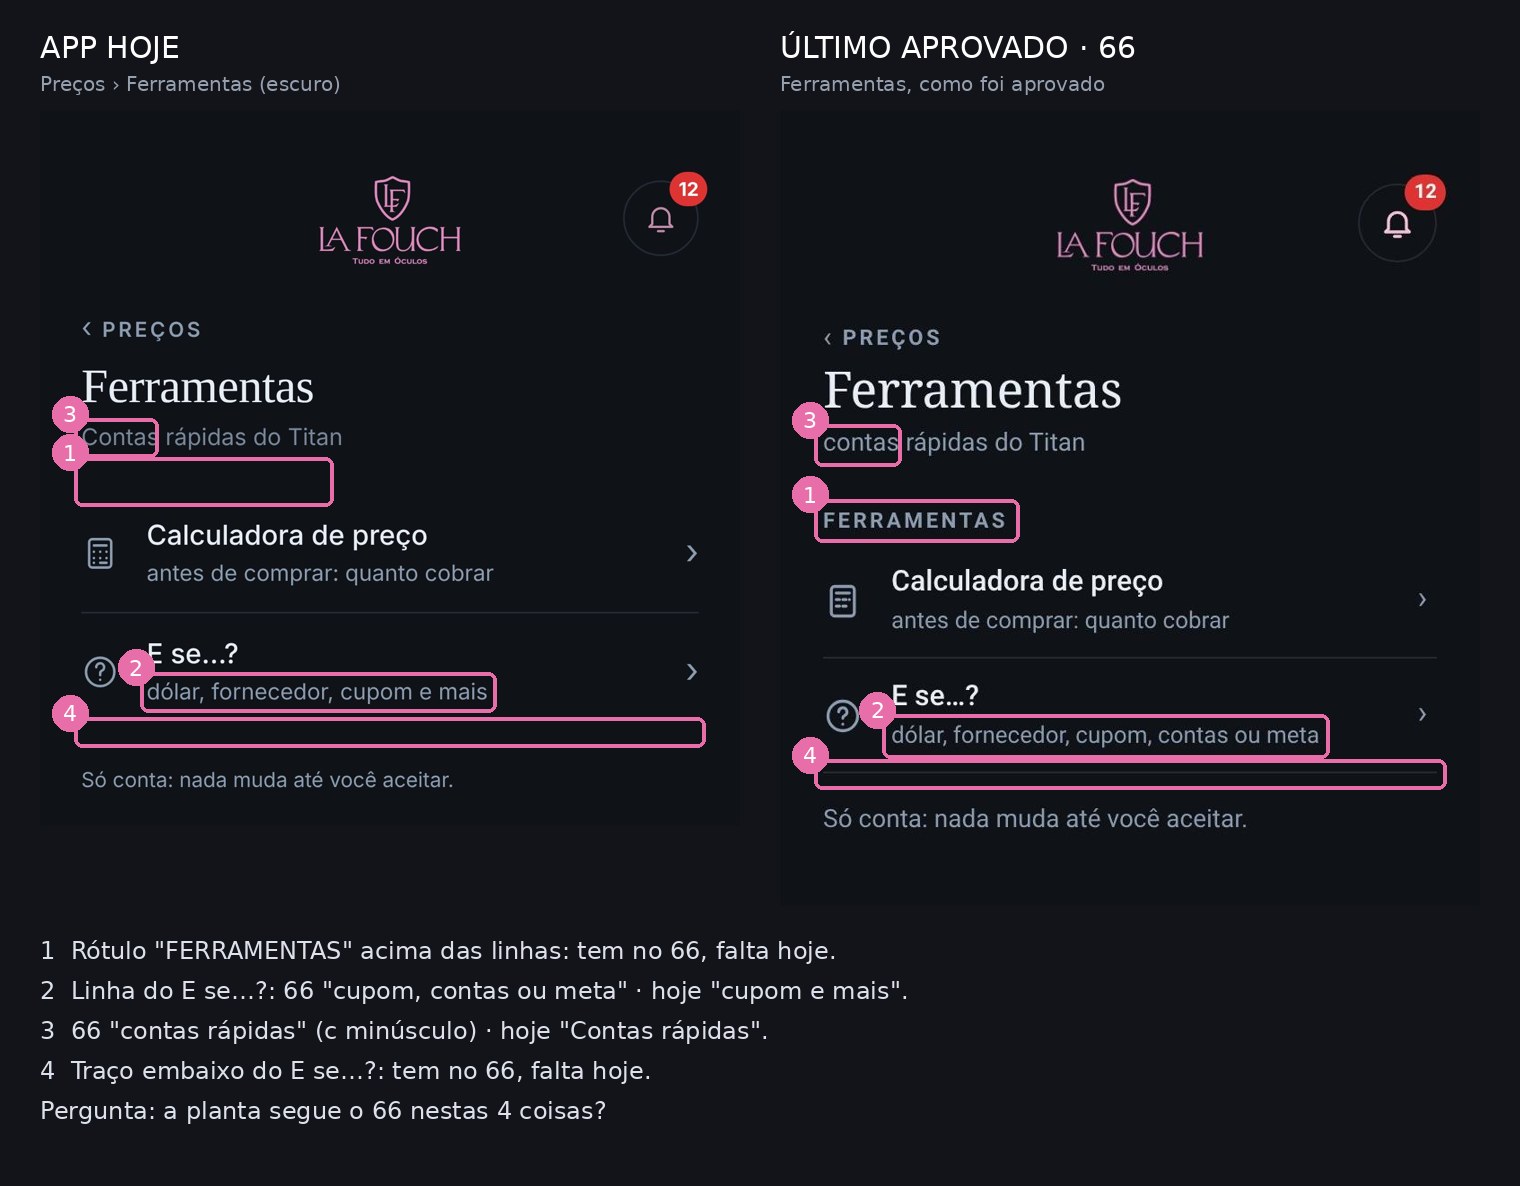 APP HOJE
Preços › Ferramentas (escuro)
12
LF
LA FOUCH
TUDO EM ÓCULOS
‹ PREÇOS
Ferramentas
3
Contas rápidas do Titan
1
Calculadora de preço
antes de comprar: quanto cobrar
E se...?
2
dólar, fornecedor, cupom e mais
4
Só conta: nada muda até você aceitar.
ÚLTIMO APROVADO · 66
Ferramentas, como foi aprovado
12
LF
LA FOUCH
TUDO EM ÓCULOS
‹ PREÇOS
Ferramentas
3
contas rápidas do Titan
1
FERRAMENTAS
Calculadora de preço
antes de comprar: quanto cobrar
E se...?
2
dólar, fornecedor, cupom, contas ou meta
4
Só conta: nada muda até você aceitar.
1 Rótulo "FERRAMENTAS" acima das linhas: tem no 66, falta hoje.
2 Linha do E se...?: 66 "cupom, contas ou meta" · hoje "cupom e mais".
3 66 "contas rápidas" (c minúsculo) · hoje "Contas rápidas".
4 Traço embaixo do E se...?: tem no 66, falta hoje.
Pergunta: a planta segue o 66 nestas 4 coisas?